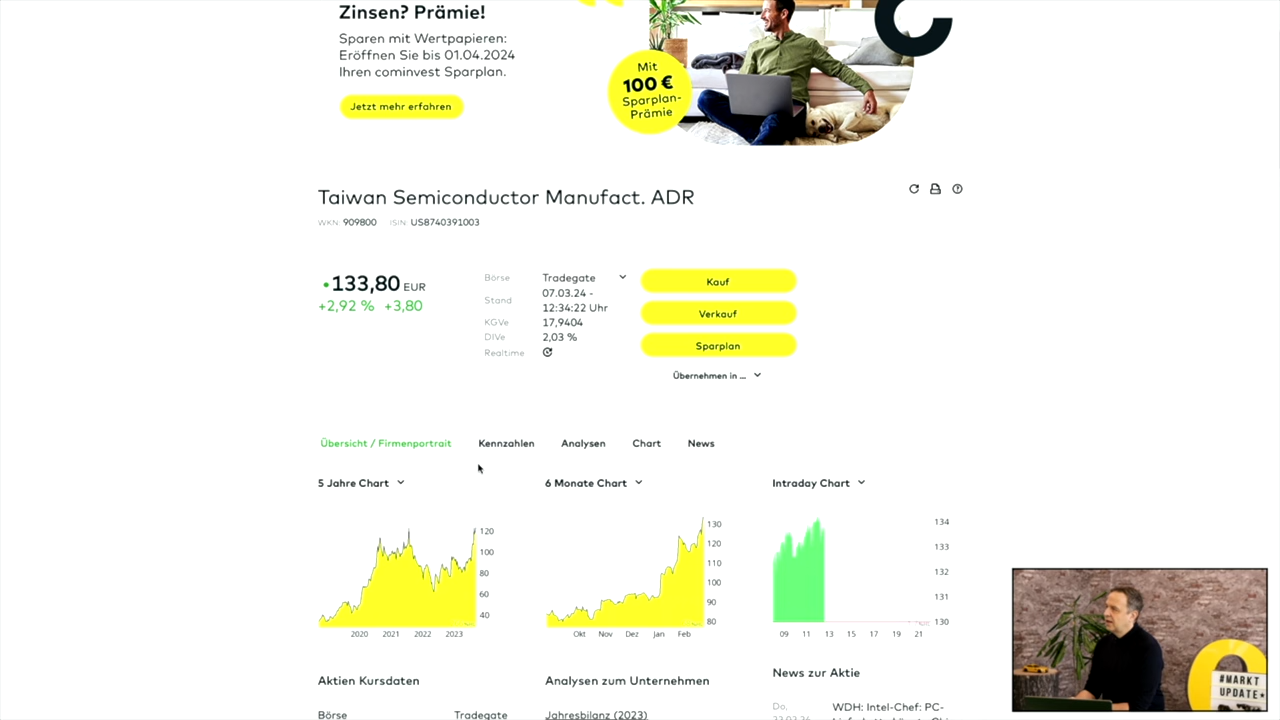 Zinsen? Prämie!
Sparen mit Wertpapieren:
Eröffnen Sie bis 01.04.2024
Ihren cominvest Sparplan.
Jetzt mehr erfahren
Mit
100 €
Sparplan-
Prämie
Taiwan Semiconductor Manufact. ADR
WKN: 909800 ISIN: US8740391003
133,80 EUR
+2,92 % +3,80
Börse Tradegate
Stand 07.03.24 -
12:34:22 Uhr
KGVe 17,9404
DIVe 2,03 %
Realtime
Kauf
Verkauf
Sparplan
Übernehmen in ...
Übersicht / Firmenportrait Kennzahlen Analysen Chart News
5 Jahre Chart
120
100
80
60
40
2020 2021 2022 2023
6 Monate Chart
130
120
110
100
90
80
Okt Nov Dez Jan Feb
Intraday Chart
134
133
132
131
130
09 11 13 15 17 19 21
Aktien Kursdaten
Börse Tradegate
Analysen zum Unternehmen
Jahresbilanz (2023)
News zur Aktie
Do, WDH: Intel-Chef: PC-
#MARKT
UPDATE